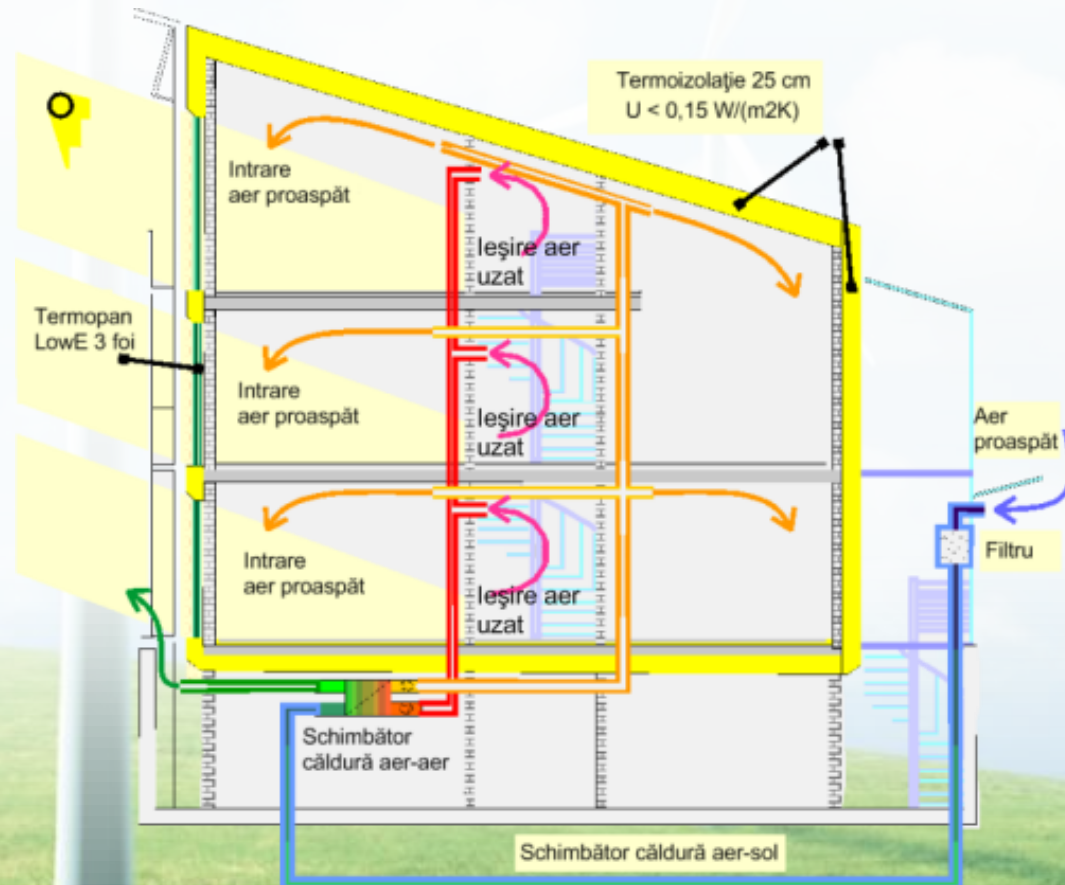 Termoizolaţie 25 cm
U < 0,15 W/(m2K)
Intrare
aer proaspăt
Ieşire aer
uzat
Termopan
LowE 3 foi
Intrare
aer proaspăt
Ieşire aer
uzat
Aer
proaspăt
Filtru
Intrare
aer proaspăt
Ieşire aer
uzat
Schimbător
căldură aer-aer
Schimbător căldură aer-sol